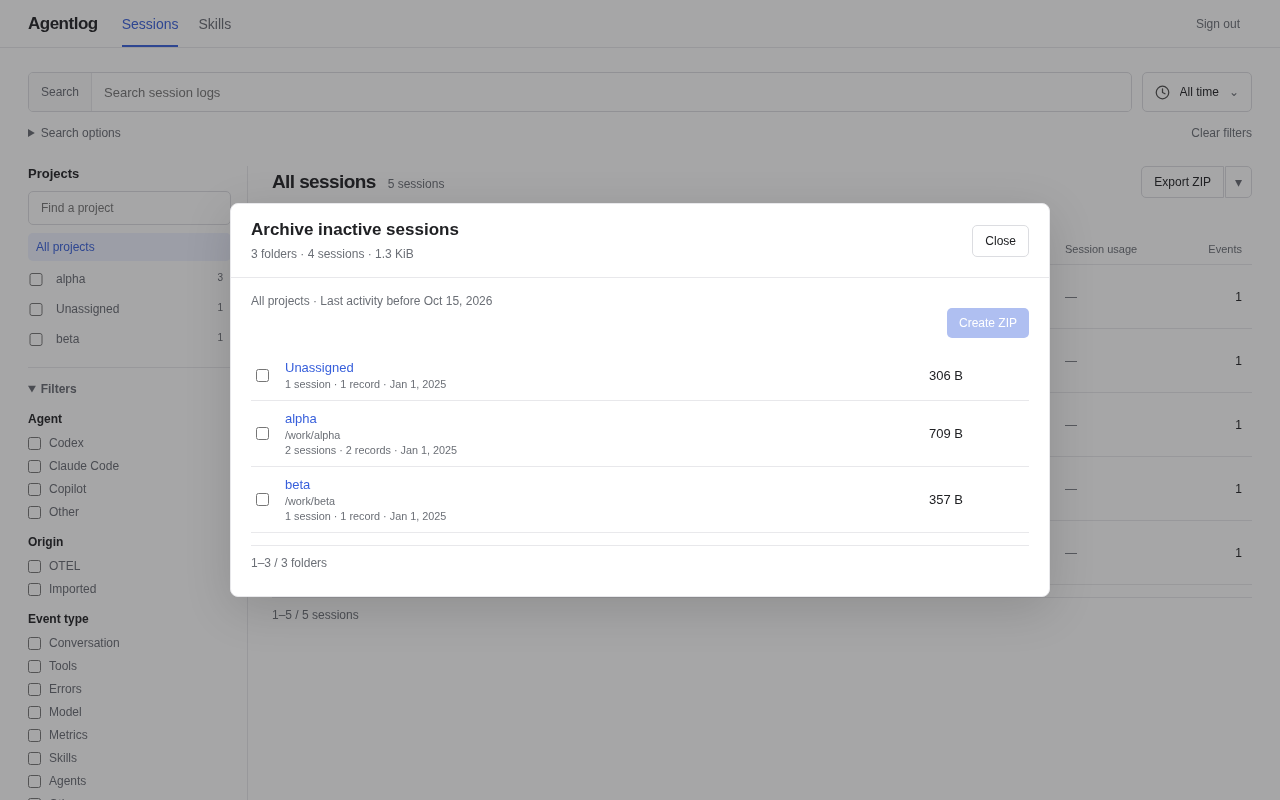 Agentlog
Sessions
Skills
Sign out
Search
Search session logs
All time
Search options
Clear filters
Projects
Find a project
All projects
alpha 3
Unassigned 1
beta 1
Filters
Agent
Codex
Claude Code
Copilot
Other
Origin
OTEL
Imported
Event type
Conversation
Tools
Errors
Model
Metrics
Skills
Agents
All sessions 5 sessions
Export ZIP
Session usage Events
— 1
— 1
— 1
— 1
— 1
1–5 / 5 sessions
Archive inactive sessions
3 folders · 4 sessions · 1.3 KiB
Close
All projects · Last activity before Oct 15, 2026
Create ZIP
Unassigned
1 session · 1 record · Jan 1, 2025
306 B
alpha
/work/alpha
2 sessions · 2 records · Jan 1, 2025
709 B
beta
/work/beta
1 session · 1 record · Jan 1, 2025
357 B
1–3 / 3 folders